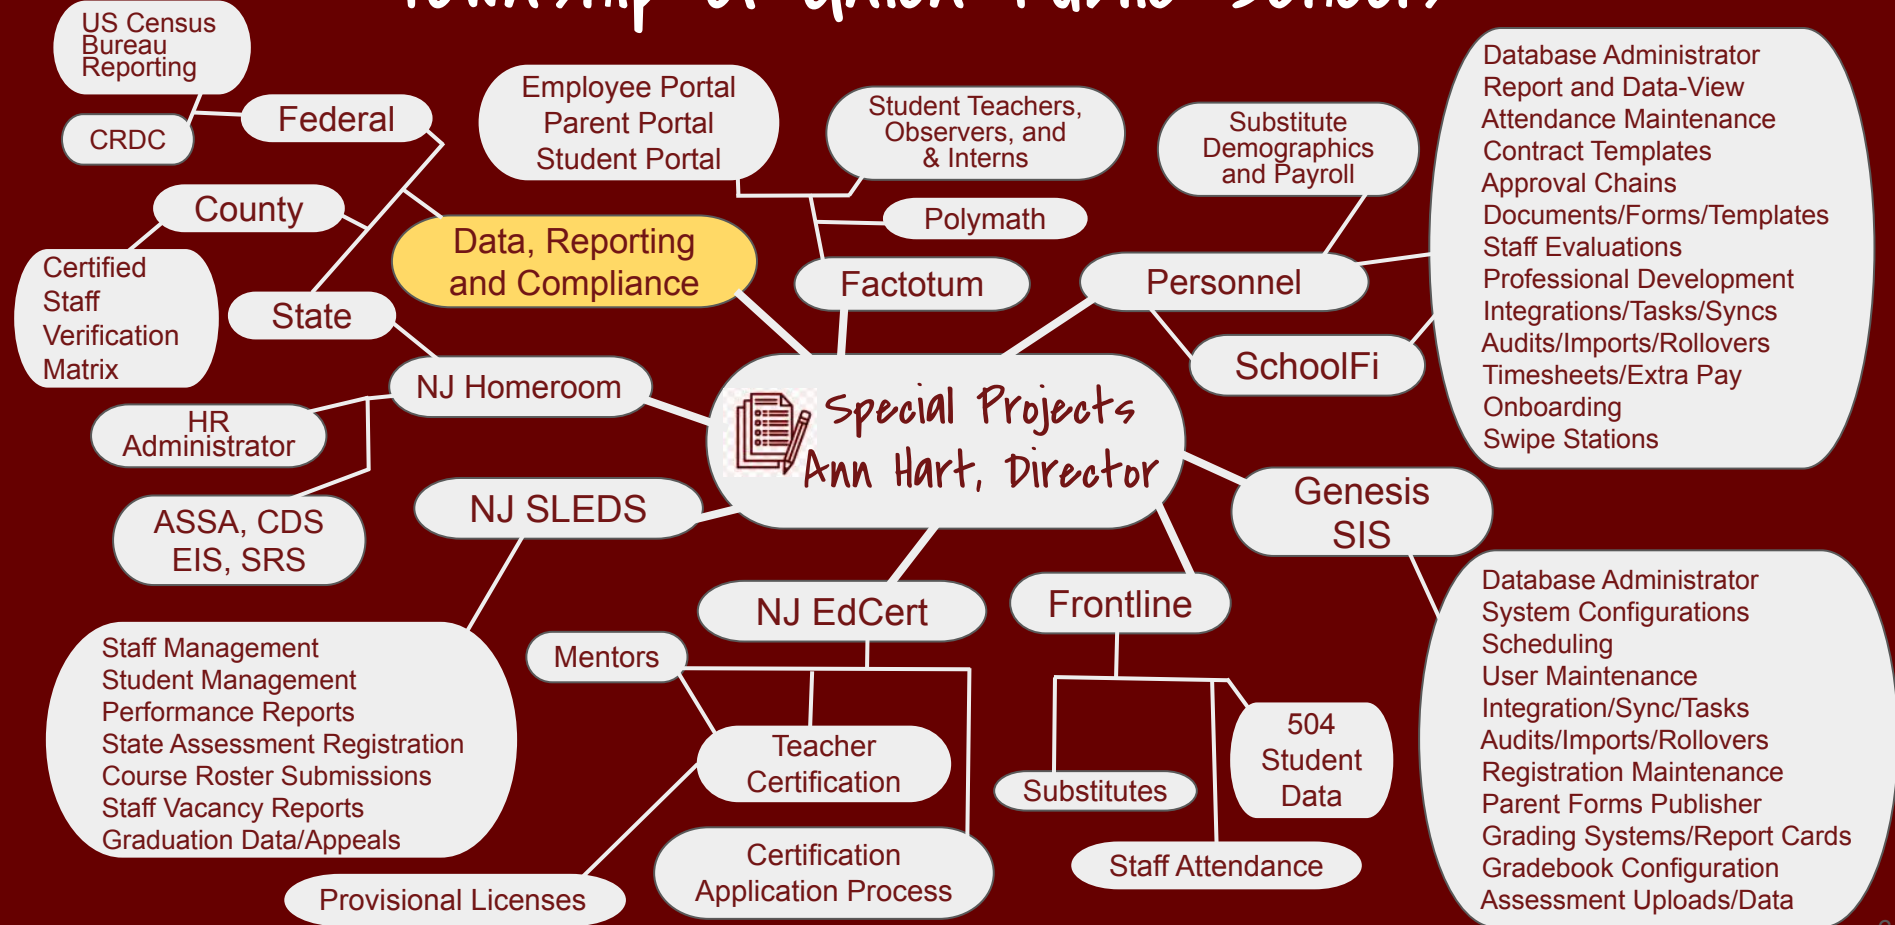 Township of Union Public Schools
US Census
Bureau
Reporting
Federal
CRDC
County
Certified
Staff
Verification
Matrix
State
Data, Reporting
and Compliance
Employee Portal
Parent Portal
Student Portal
Student Teachers,
Observers, and
& Interns
Polymath
Factotum
Substitute
Demographics
and Payroll
Personnel
SchoolFi
Database Administrator
Report and Data-View
Attendance Maintenance
Contract Templates
Approval Chains
Documents/Forms/Templates
Staff Evaluations
Professional Development
Integrations/Tasks/Syncs
Audits/Imports/Rollovers
Timesheets/Extra Pay
Onboarding
Swipe Stations
NJ Homeroom
HR
Administrator
ASSA, CDS
EIS, SRS
Special Projects
Ann Hart, Director
NJ SLEDS
Staff Management
Student Management
Performance Reports
State Assessment Registration
Course Roster Submissions
Staff Vacancy Reports
Graduation Data/Appeals
NJ EdCert
Mentors
Teacher
Certification
Provisional Licenses
Certification
Application Process
Frontline
Substitutes
504
Student
Data
Staff Attendance
Genesis
SIS
Database Administrator
System Configurations
Scheduling
User Maintenance
Integration/Sync/Tasks
Audits/Imports/Rollovers
Registration Maintenance
Parent Forms Publisher
Grading Systems/Report Cards
Gradebook Configuration
Assessment Uploads/Data